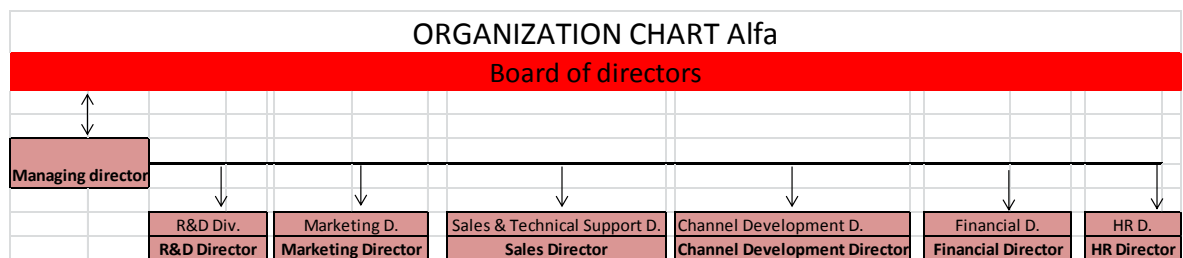 ORGANIZATION CHART Alfa
Board of directors
Managing director
R&D Div. Marketing D. Sales & Technical Support D. Channel Development D. Financial D. HR D.
R&D Director Marketing Director Sales Director Channel Development Director Financial Director HR Director